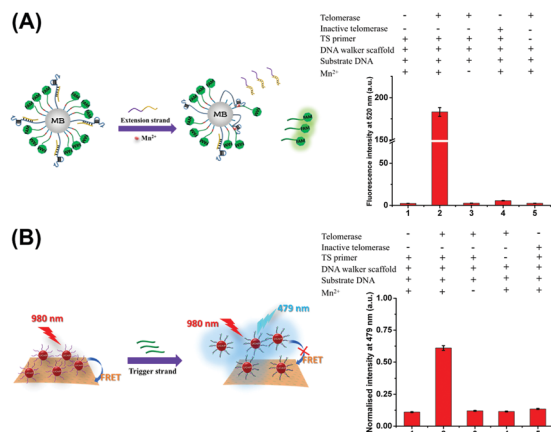 (A)
MB
Extension strand
Mn²⁺
MB
Telomerase - + + - +
Inactive telomerase - - - + -
TS primer + + + + -
DNA walker scaffold + + + + +
Substrate DNA + + + + +
Mn²⁺ + + - + +
Fluorescence intensity at 520 nm (a.u.)
200
150
50
0
1 2 3 4 5
(B)
980 nm
FRET
Trigger strand
980 nm
479 nm
FRET
Telomerase - + + + -
Inactive telomerase - - - - +
TS primer + + + - +
DNA walker scaffold + + + + +
Substrate DNA + + + + +
Mn²⁺ + + - + +
Normalised intensity at 479 nm (a.u.)
1.00
0.75
0.50
0.25
0.00